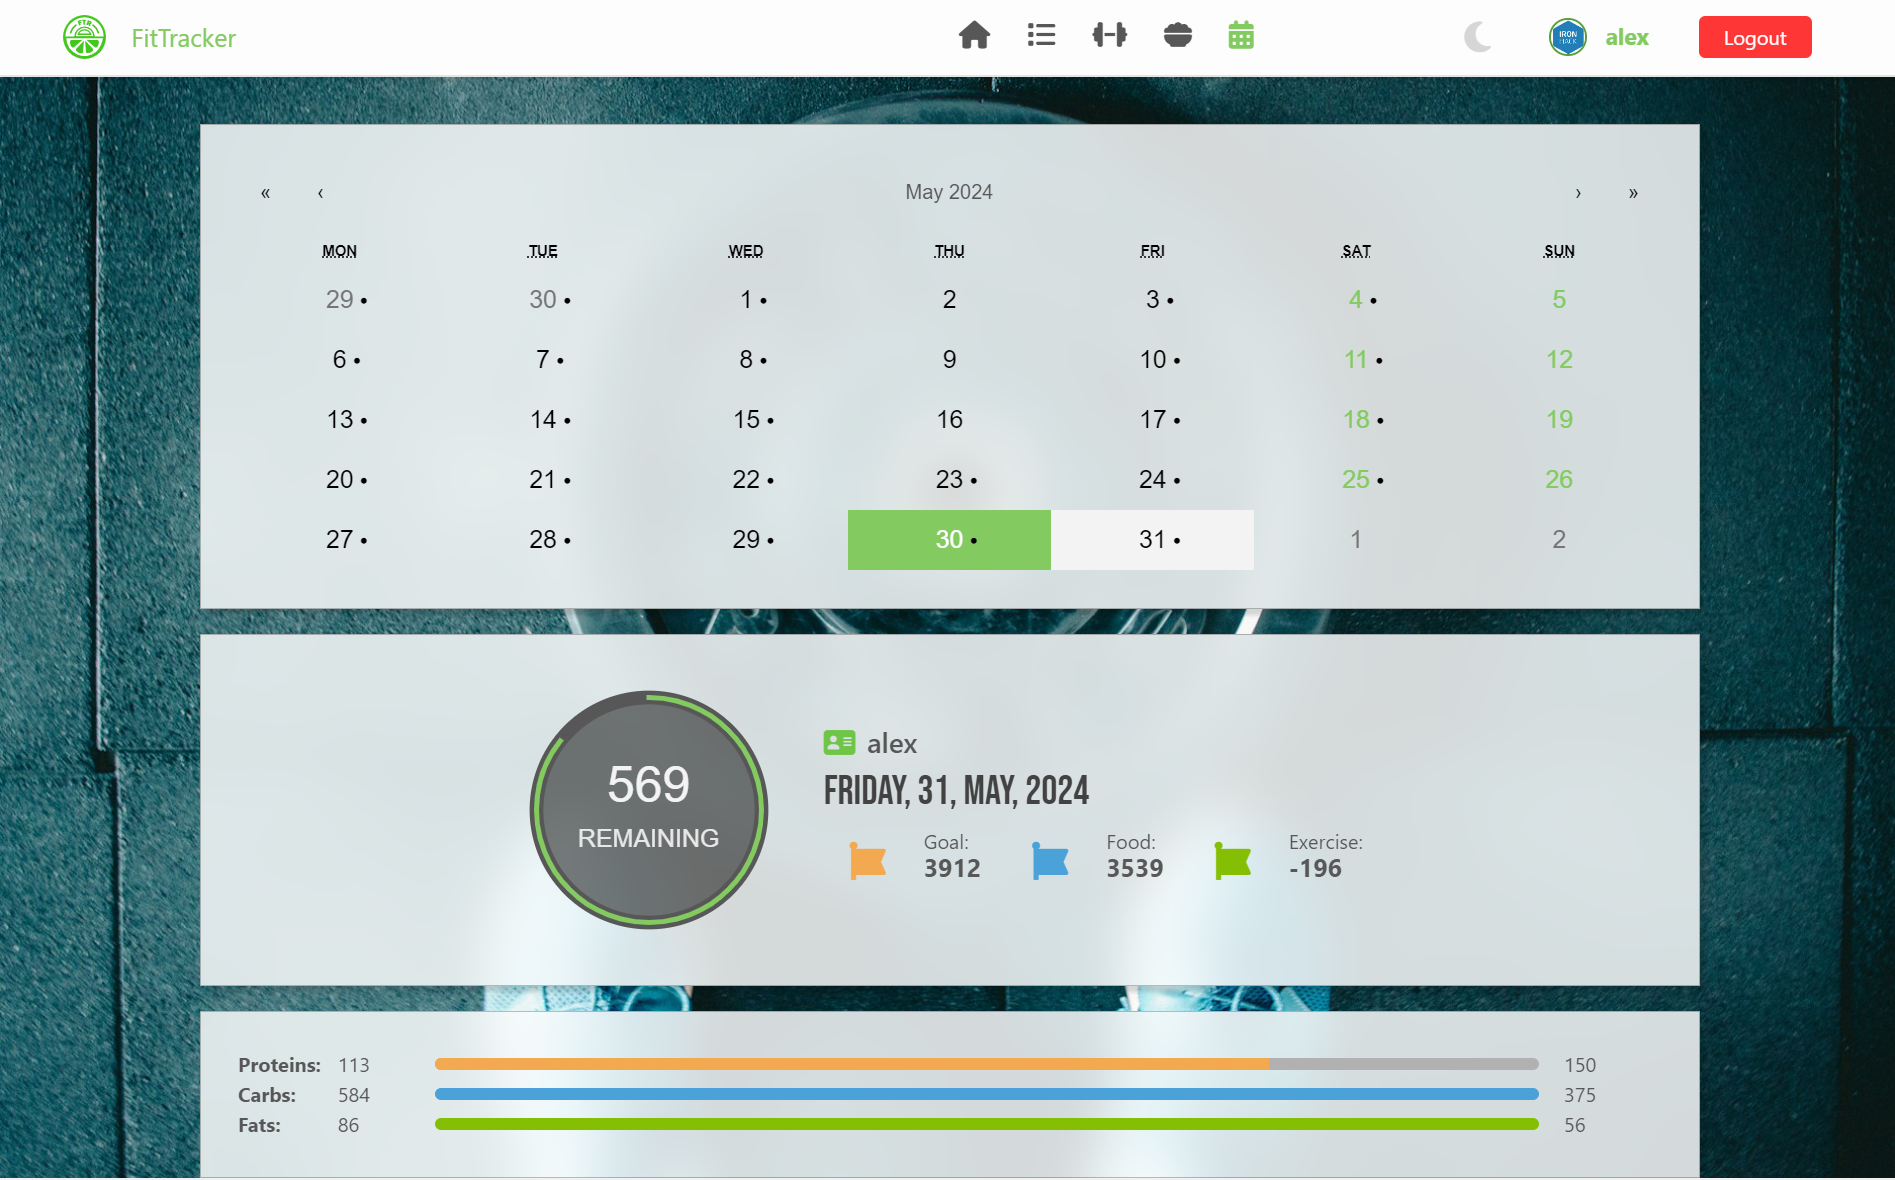 FTR
FitTracker
IRON
HACK
alex
Logout
« ‹ May 2024 › »
MON TUE WED THU FRI SAT SUN
29 • 30 • 1 • 2 3 • 4 • 5
6 • 7 • 8 • 9 10 • 11 • 12
13 • 14 • 15 • 16 17 • 18 • 19
20 • 21 • 22 • 23 • 24 • 25 • 26
27 • 28 • 29 • 30 • 31 • 1 2
569
REMAINING
alex
FRIDAY, 31, MAY, 2024
Goal: Food: Exercise:
3912 3539 -196
Proteins: 113 150
Carbs: 584 375
Fats: 86 56